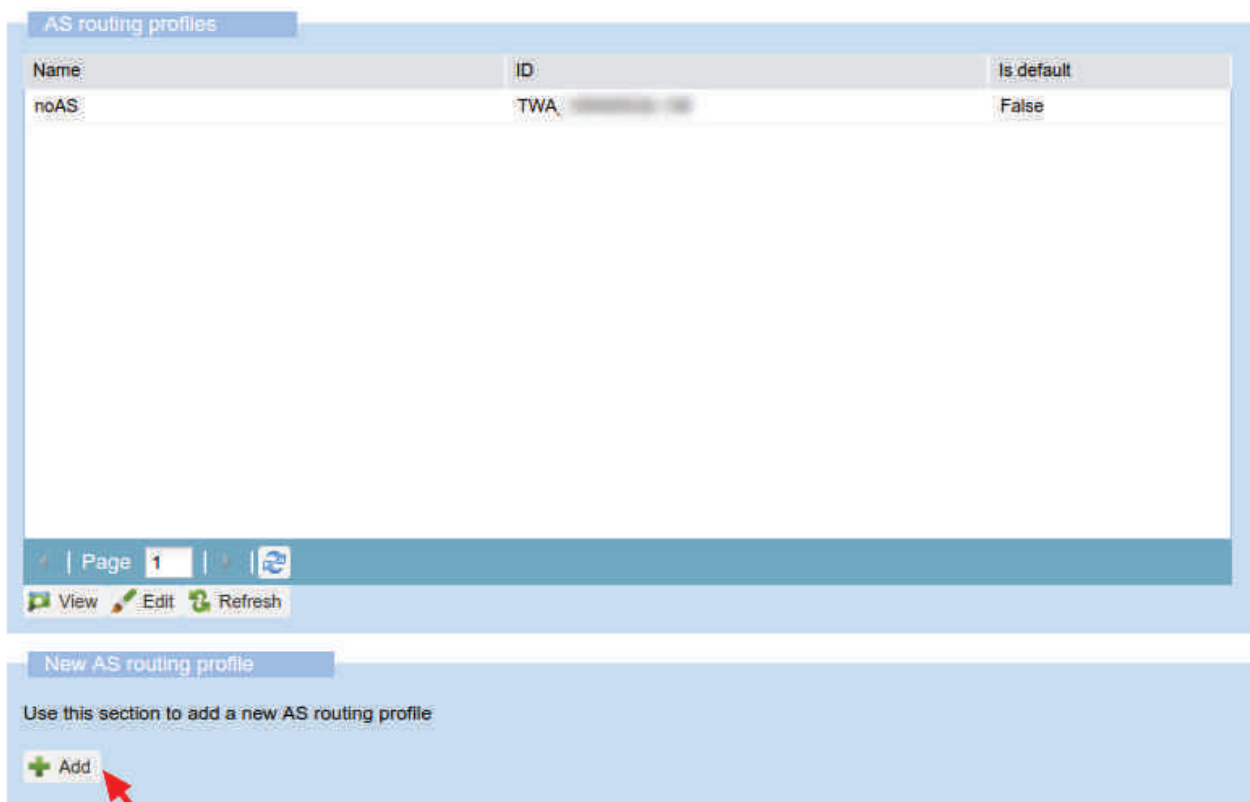 AS routing profiles
Name ID Is default
noAS TWA_ False
Page 1
View Edit Refresh
New AS routing profile
Use this section to add a new AS routing profile
Add